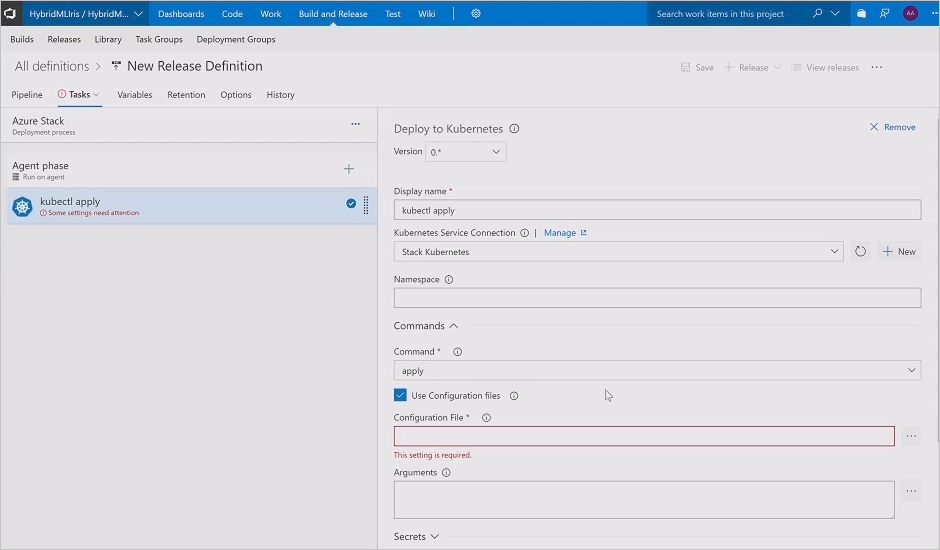 HybridMLIris / HybridM...
Dashboards
Code
Work
Build and Release
Test
Wiki
Search work items in this project
AA
Builds
Releases
Library
Task Groups
Deployment Groups
All definitions > New Release Definition
Save
Release
View releases
Pipeline
Tasks
Variables
Retention
Options
History
Azure Stack
Deployment process
Agent phase
Run on agent
kubectl apply
Some settings need attention
Deploy to Kubernetes
Remove
Version
0.*
Display name *
kubectl apply
Kubernetes Service Connection | Manage
Stack Kubernetes
New
Namespace
Commands
Command *
apply
Use Configuration files
Configuration File *
This setting is required.
Arguments
Secrets